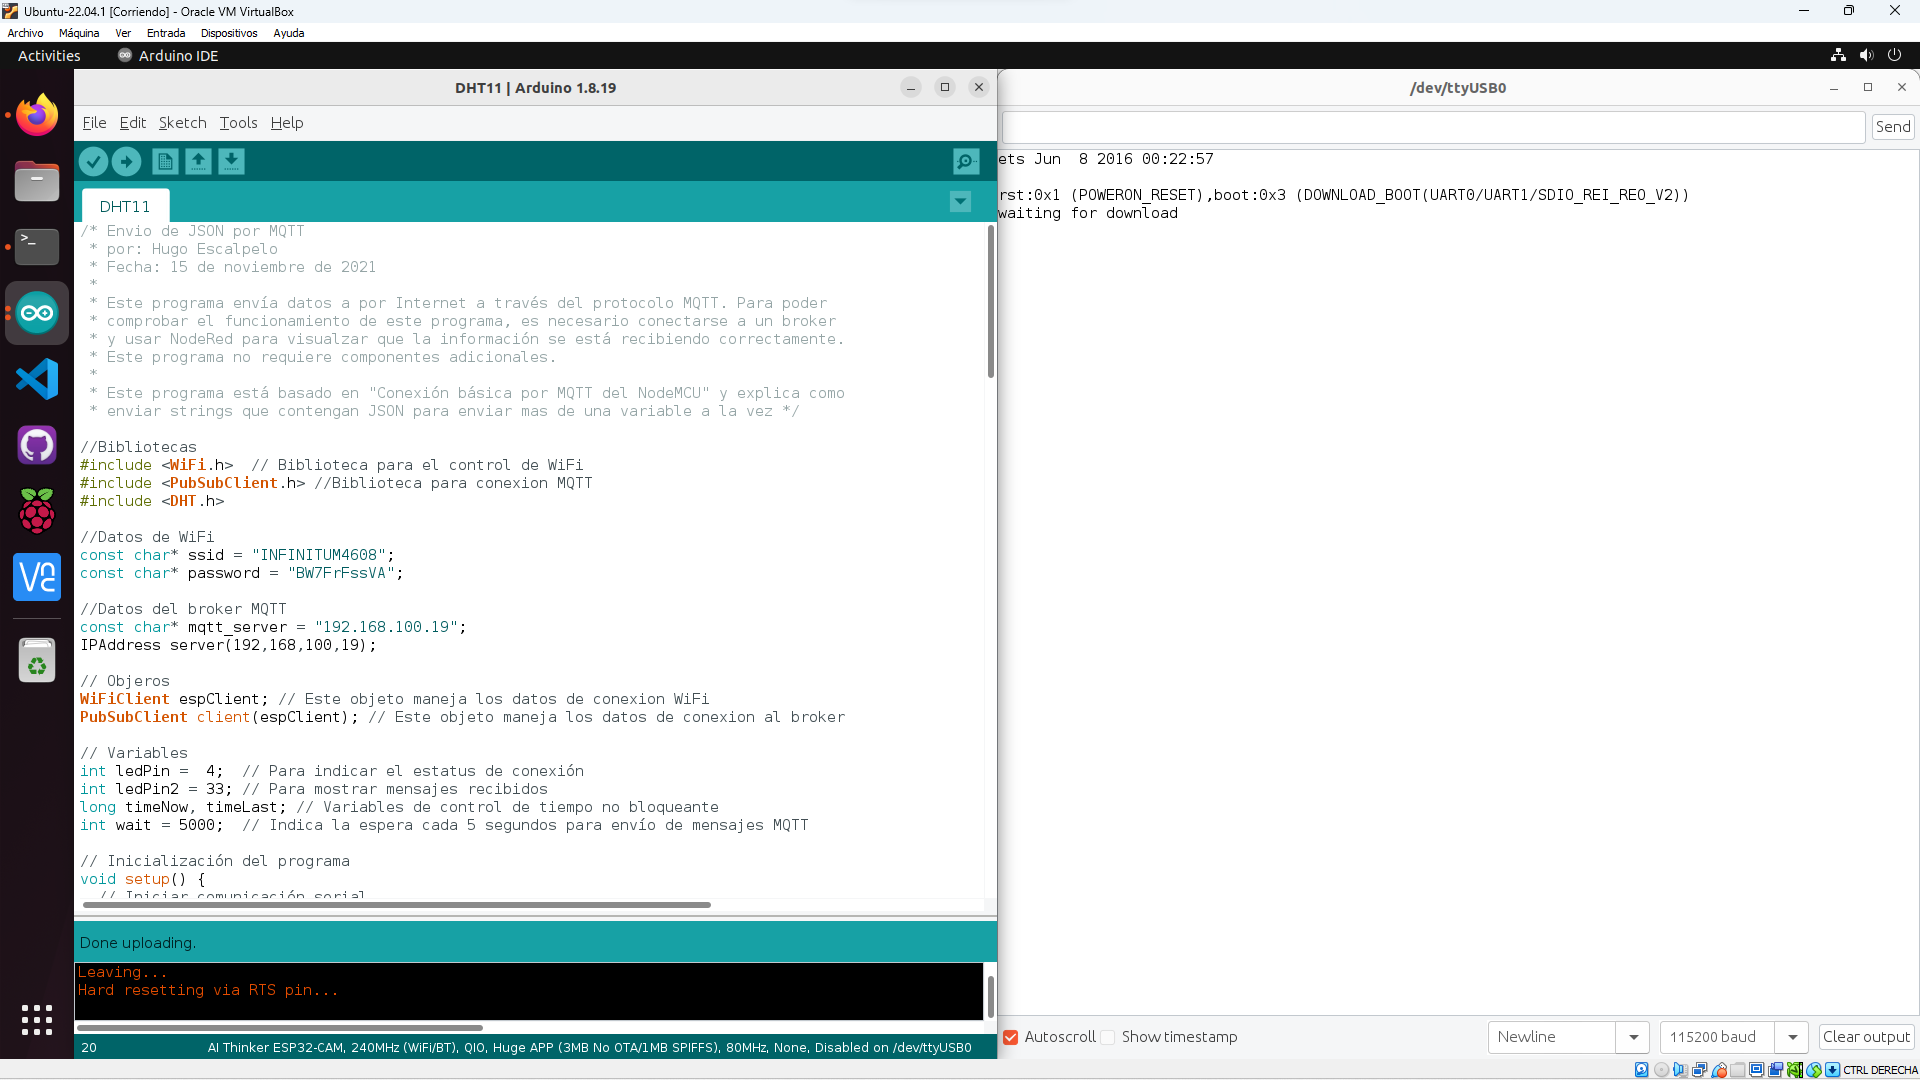 Ubuntu-22.04.1 [Corriendo] - Oracle VM VirtualBox
Archivo Máquina Ver Entrada Dispositivos Ayuda
Activities Arduino IDE
DHT11 | Arduino 1.8.19
File Edit Sketch Tools Help
DHT11
/* Envio de JSON por MQTT
 * por: Hugo Escalpelo
 * Fecha: 15 de noviembre de 2021
 *
 * Este programa envía datos a por Internet a través del protocolo MQTT. Para poder
 * comprobar el funcionamiento de este programa, es necesario conectarse a un broker
 * y usar NodeRed para visualzar que la información se está recibiendo correctamente.
 * Este programa no requiere componentes adicionales.
 *
 * Este programa está basado en "Conexión básica por MQTT del NodeMCU" y explica como
 * enviar strings que contengan JSON para enviar mas de una variable a la vez */
//Bibliotecas
#include <WiFi.h>  // Biblioteca para el control de WiFi
#include <PubSubClient.h> //Biblioteca para conexion MQTT
#include <DHT.h>
//Datos de WiFi
const char* ssid = "INFINITUM4608";
const char* password = "BW7FrFssVA";
//Datos del broker MQTT
const char* mqtt_server = "192.168.100.19";
IPAddress server(192,168,100,19);
// Objeros
WiFiClient espClient; // Este objeto maneja los datos de conexion WiFi
PubSubClient client(espClient); // Este objeto maneja los datos de conexion al broker
// Variables
int ledPin =  4;  // Para indicar el estatus de conexión
int ledPin2 = 33; // Para mostrar mensajes recibidos
long timeNow, timeLast; // Variables de control de tiempo no bloqueante
int wait = 5000;  // Indica la espera cada 5 segundos para envío de mensajes MQTT
// Inicialización del programa
void setup() {
  // Iniciar comunicación serial
Done uploading.
Leaving...
Hard resetting via RTS pin...
20 AI Thinker ESP32-CAM, 240MHz (WiFi/BT), QIO, Huge APP (3MB No OTA/1MB SPIFFS), 80MHz, None, Disabled on /dev/ttyUSB0
/dev/ttyUSB0
Send
ets Jun  8 2016 00:22:57
rst:0x1 (POWERON_RESET),boot:0x3 (DOWNLOAD_BOOT(UART0/UART1/SDIO_REI_REO_V2))
waiting for download
Autoscroll Show timestamp Newline 115200 baud Clear output
CTRL DERECHA